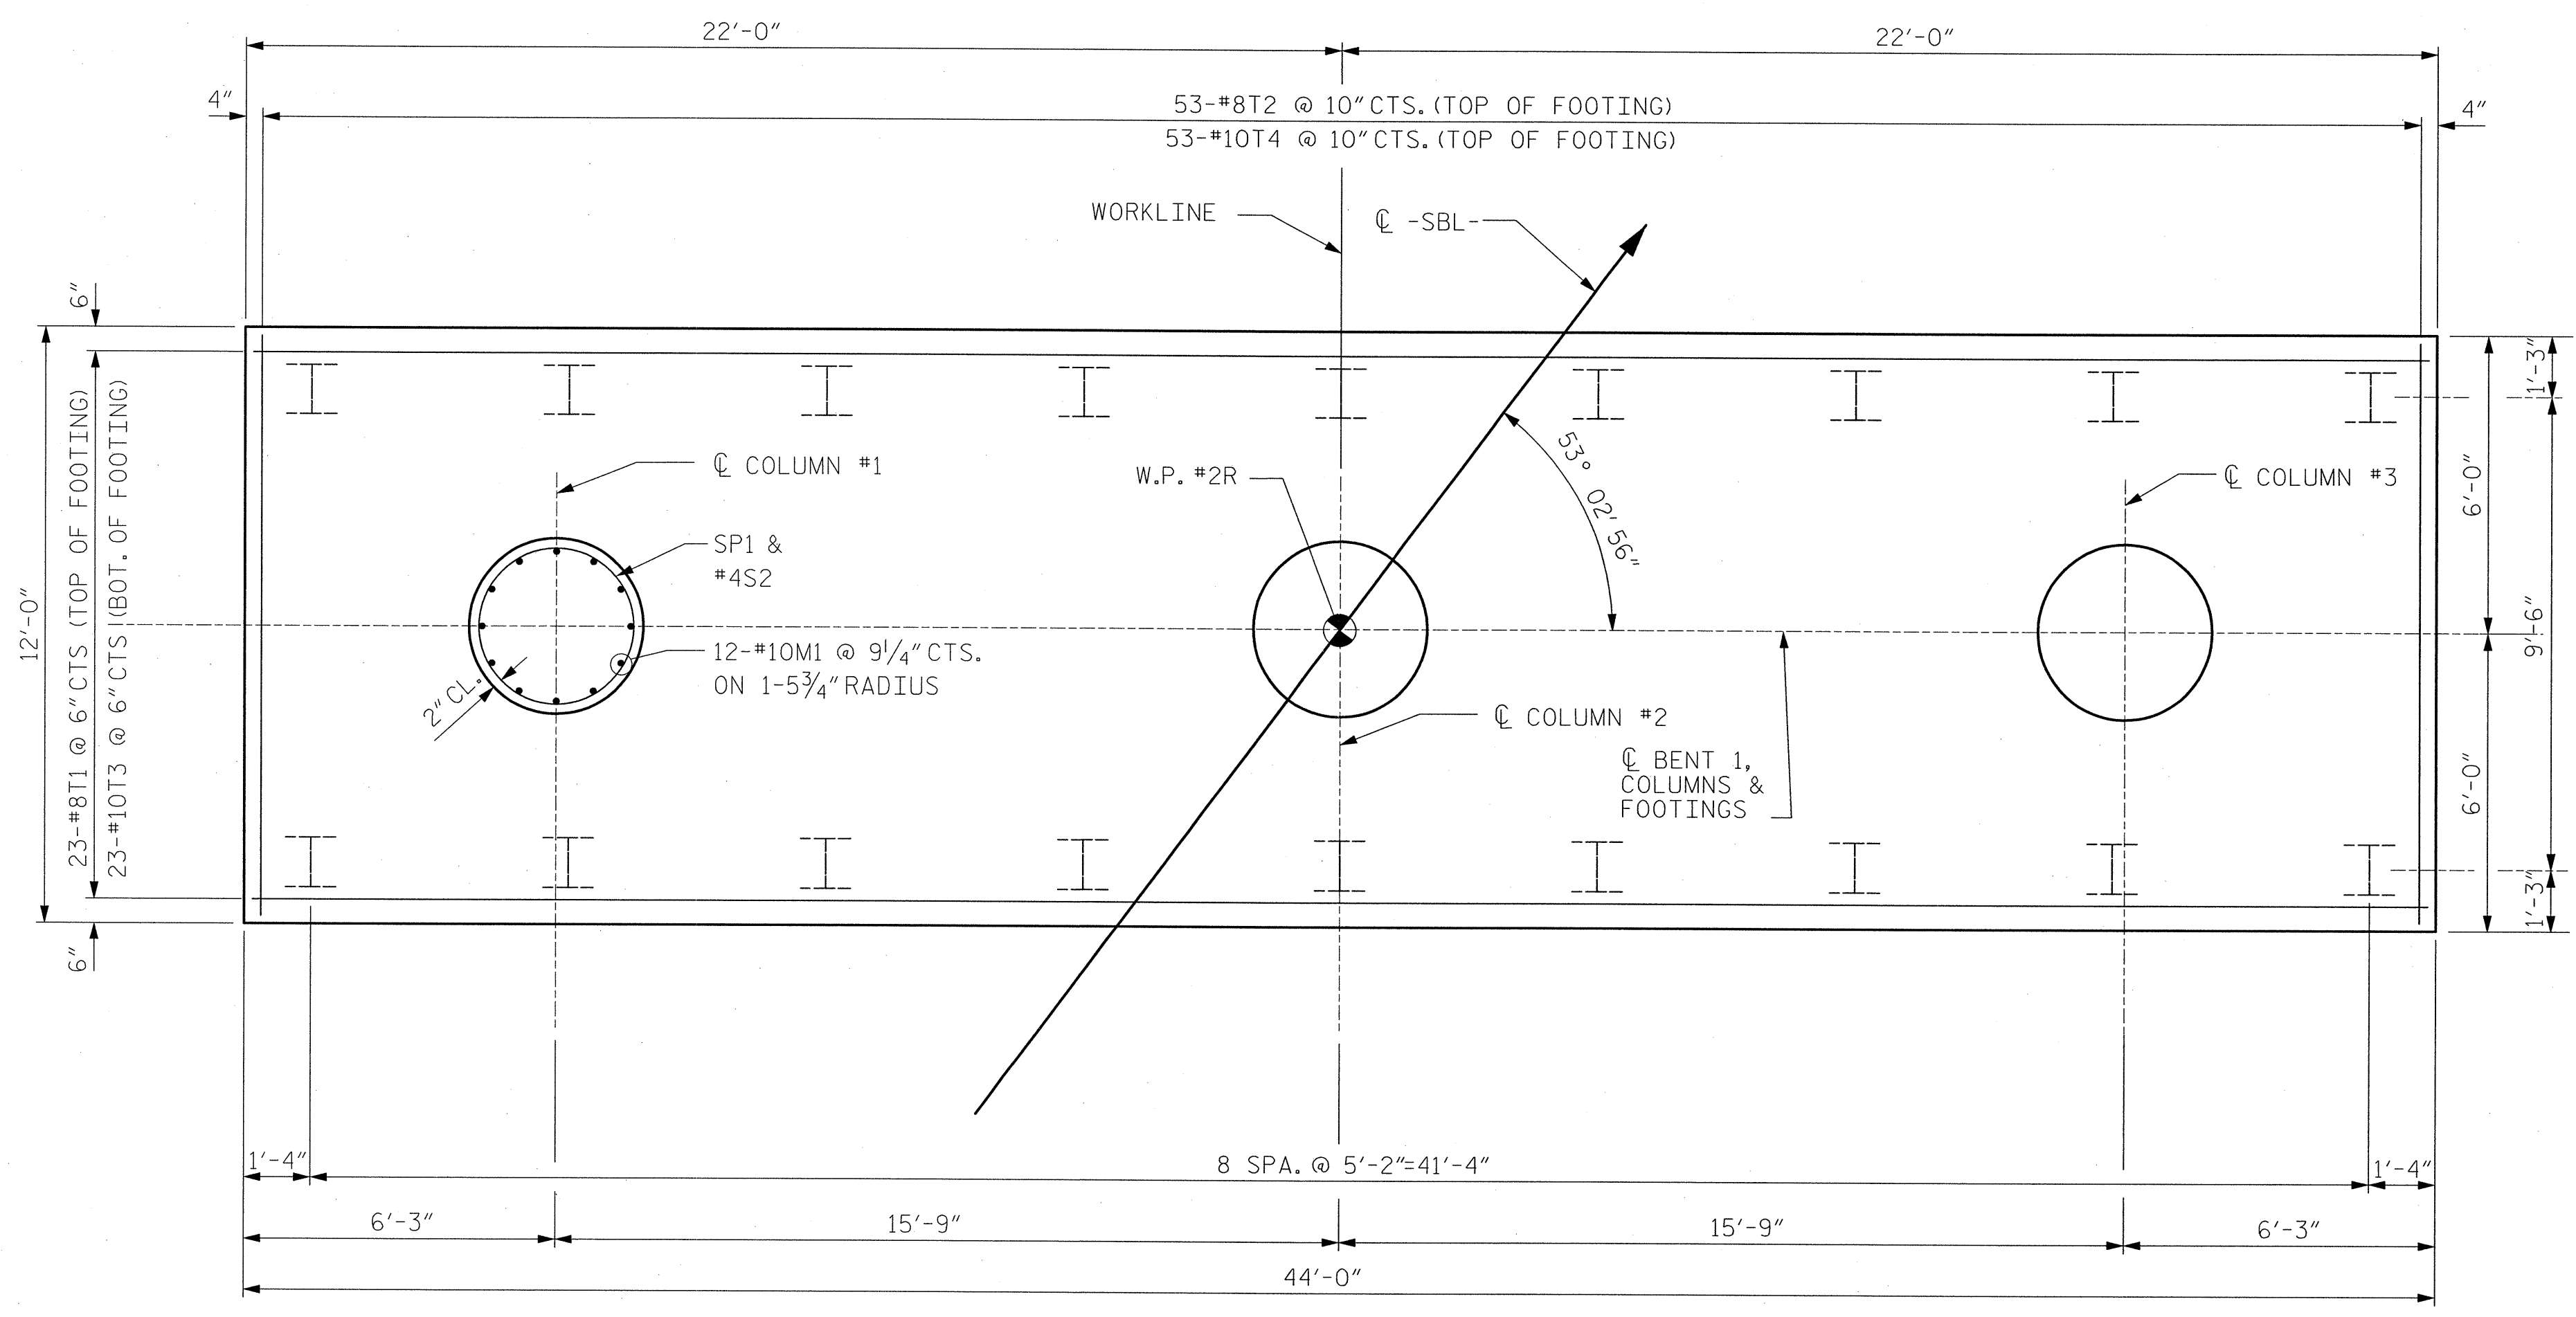 22'-0"
22'-0"
4"
53-#8T2 @ 10" CTS. (TOP OF FOOTING)
4"
53-#10T4 @ 10" CTS. (TOP OF FOOTING)
WORKLINE
℄ -SBL-
6"
1'-3"
℄ COLUMN #1
W.P. #2R
53° 02' 56"
℄ COLUMN #3
6'-0"
SP1 &
#4S2
12'-0"
23-#8T1 @ 6" CTS (TOP OF FOOTING)
23-#10T3 @ 6" CTS (BOT. OF FOOTING)
9'-6"
12-#10M1 @ 9 1/4" CTS.
ON 1-5 3/4" RADIUS
2" CL.
℄ COLUMN #2
℄ BENT 1,
COLUMNS &
FOOTINGS
6'-0"
1'-3"
6"
1'-4"
8 SPA. @ 5'-2"=41'-4"
1'-4"
6'-3"
15'-9"
15'-9"
6'-3"
44'-0"